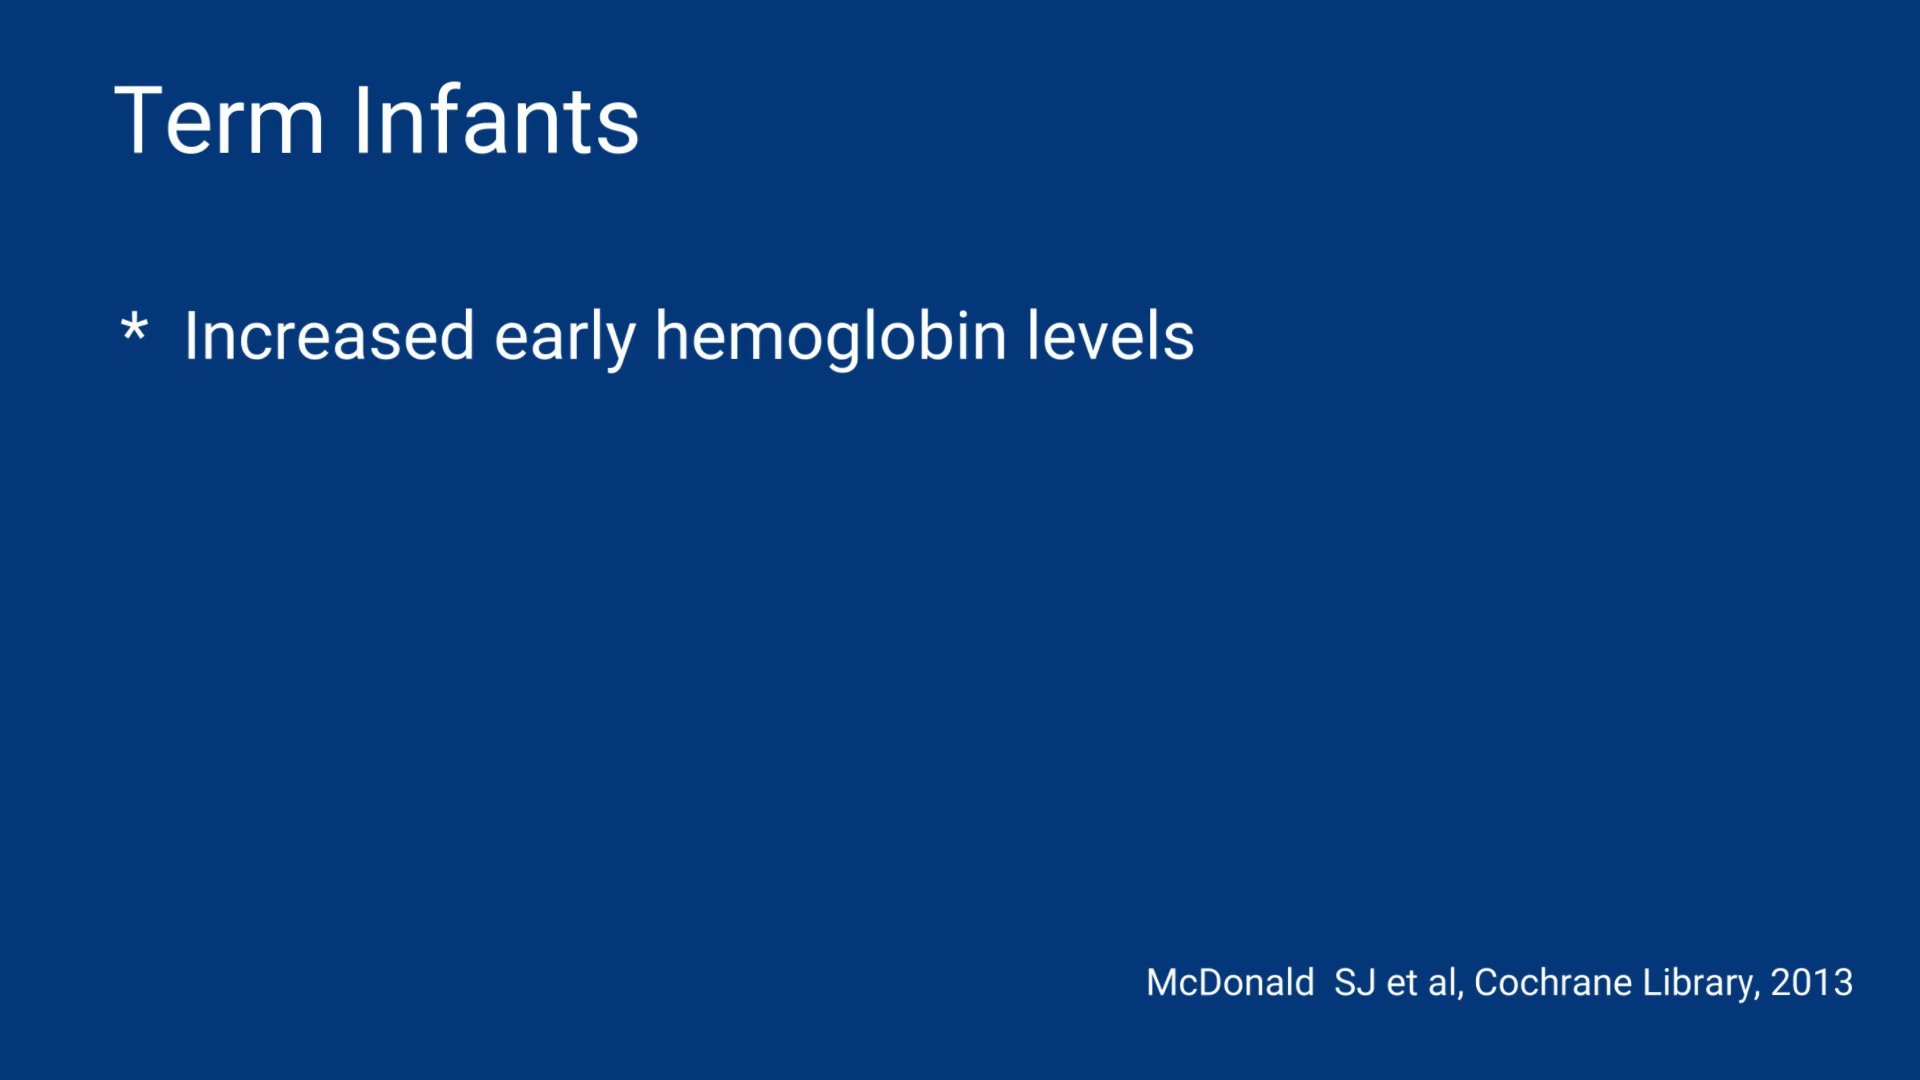 Term Infants
* Increased early hemoglobin levels
McDonald SJ et al, Cochrane Library, 2013